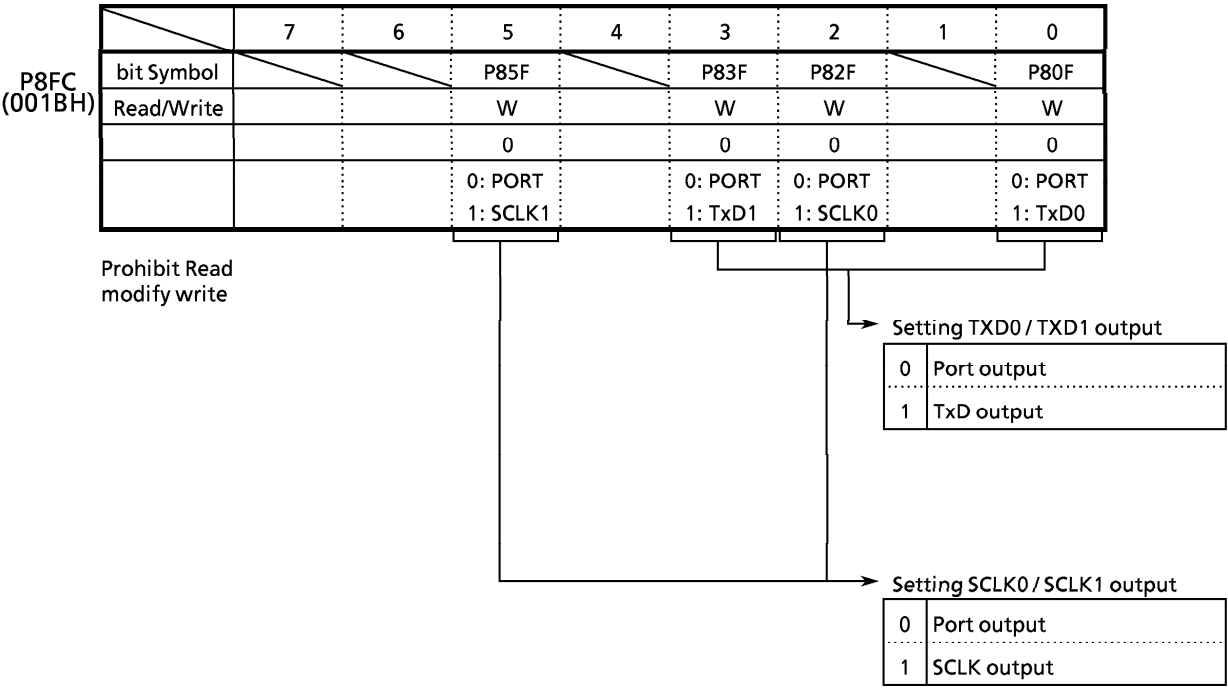 7 6 5 4 3 2 1 0
P8FC
(001BH)
bit Symbol P85F P83F P82F P80F
Read/Write W W W W
0 0 0 0
0: PORT 0: PORT 0: PORT 0: PORT
1: SCLK1 1: TxD1 1: SCLK0 1: TxD0
Prohibit Read
modify write
Setting TXD0 / TXD1 output
0 Port output
1 TxD output
Setting SCLK0 / SCLK1 output
0 Port output
1 SCLK output